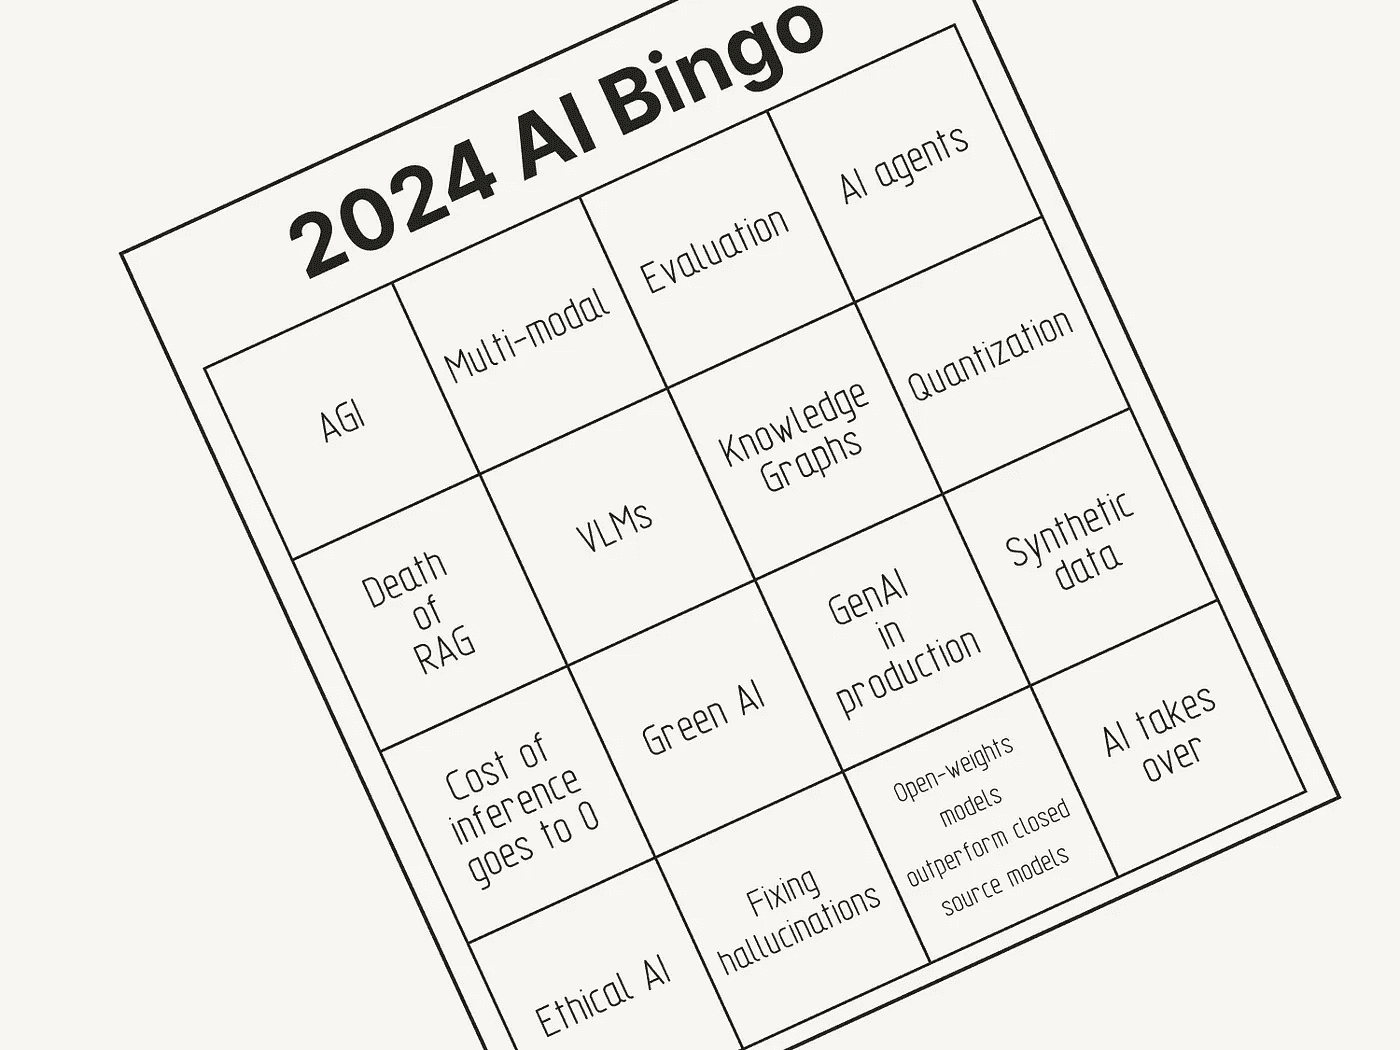 2024 AI Bingo
AGI
Multi-modal
Evaluation
AI agents
Death
of
RAG
VLMs
Knowledge
Graphs
Quantization
Cost of
inference
goes to 0
Green AI
GenAI
in
production
Synthetic
data
Ethical AI
Fixing
hallucinations
Open-weights
models
outperform closed
source models
AI takes
over